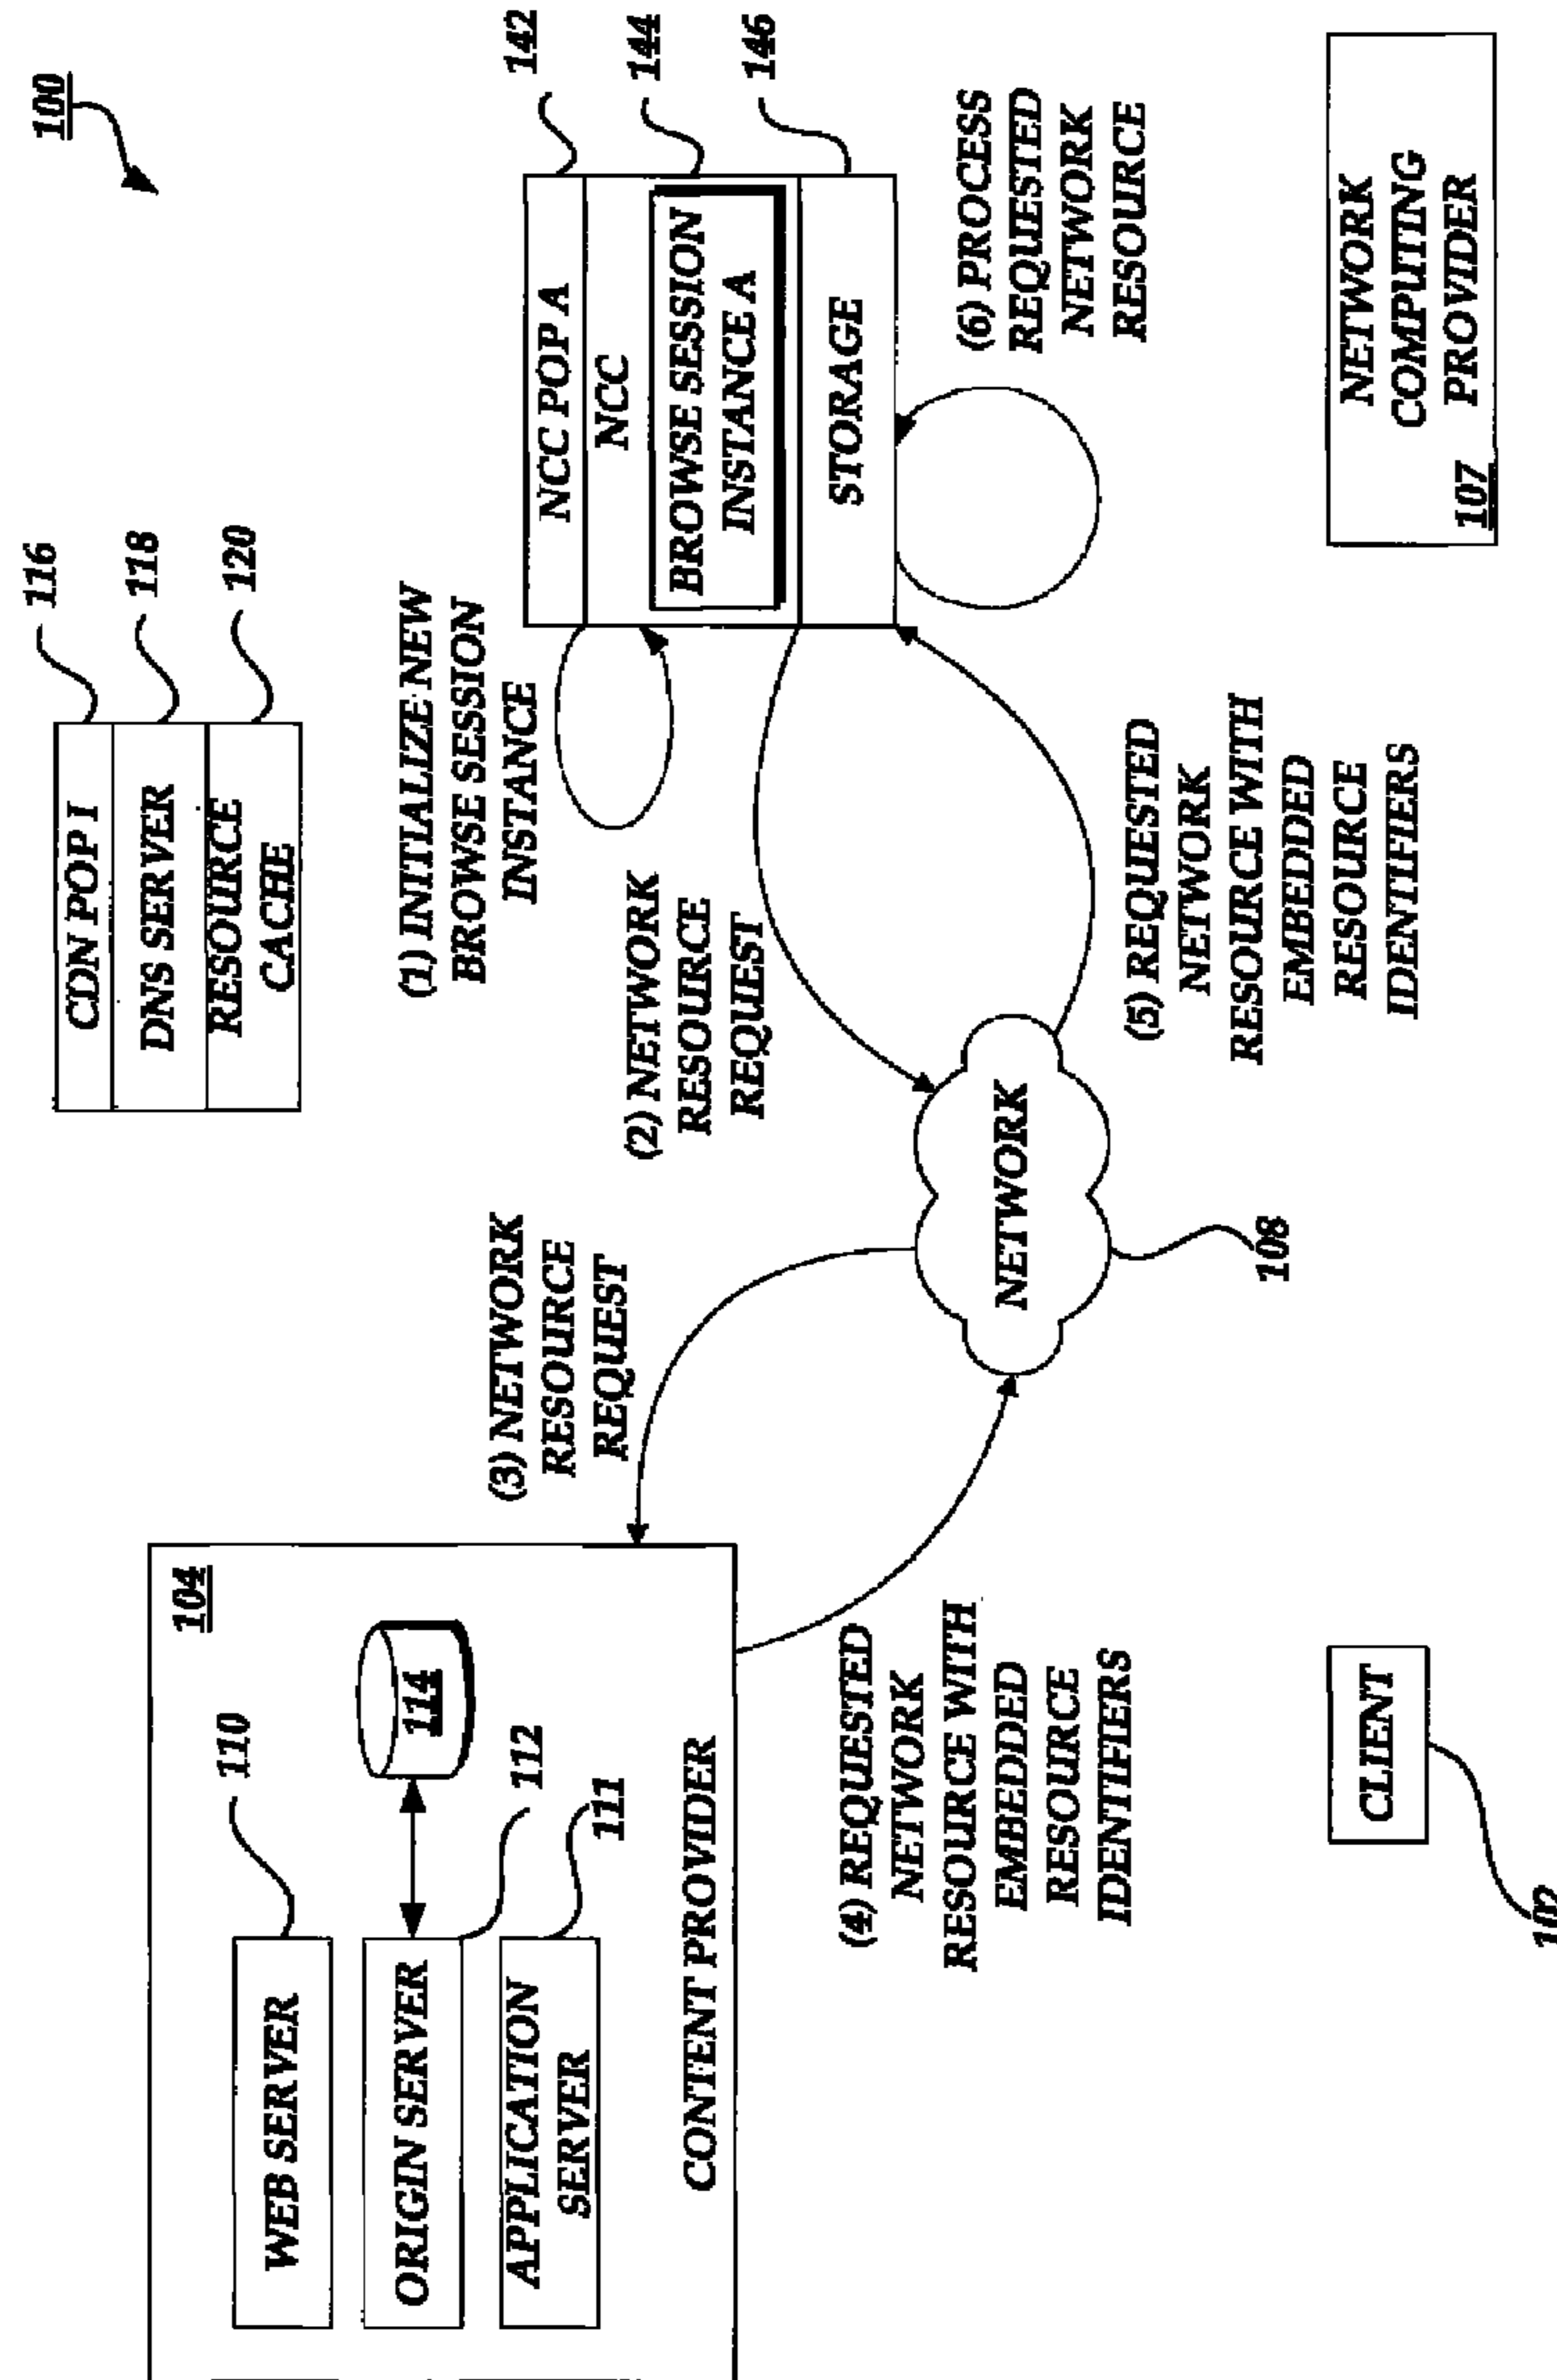 100
104
WEB SERVER
110
ORIGIN SERVER
114
112
APPLICATION
SERVER
111
CONTENT PROVIDER
CDN POP I
116
DNS SERVER
118
RESOURCE
CACHE
120
(1) INITIALIZE NEW
BROWSE SESSION
INSTANCE
NCC POP A
142
NCC
144
BROWSE SESSION
INSTANCE A
STORAGE
146
(2) NETWORK
RESOURCE
REQUEST
(3) NETWORK
RESOURCE
REQUEST
(4) REQUESTED
NETWORK
RESOURCE WITH
EMBEDDED
RESOURCE
IDENTIFIERS
NETWORK
108
(5) REQUESTED
NETWORK
RESOURCE WITH
EMBEDDED
RESOURCE
IDENTIFIERS
(6) PROCESS
REQUESTED
NETWORK
RESOURCE
CLIENT
102
NETWORK
COMPUTING
PROVIDER
107